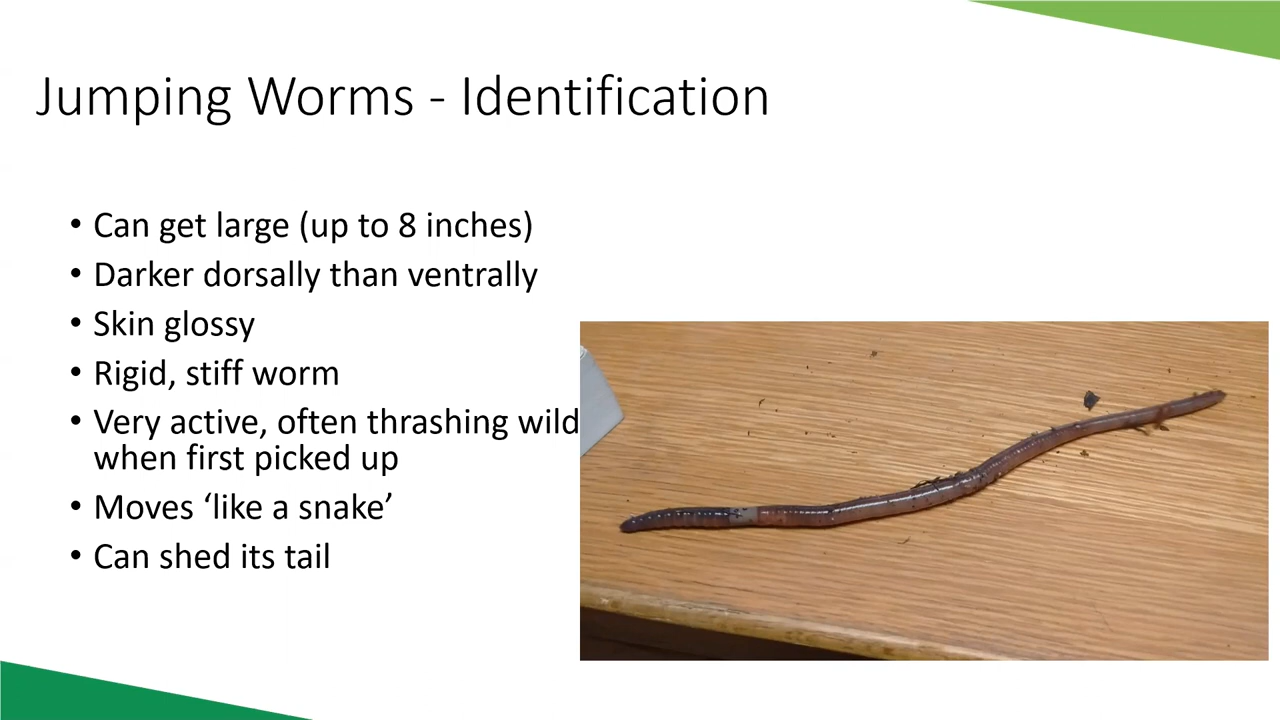 Jumping Worms - Identification
• Can get large (up to 8 inches)
• Darker dorsally than ventrally
• Skin glossy
• Rigid, stiff worm
• Very active, often thrashing wild
when first picked up
• Moves ‘like a snake’
• Can shed its tail